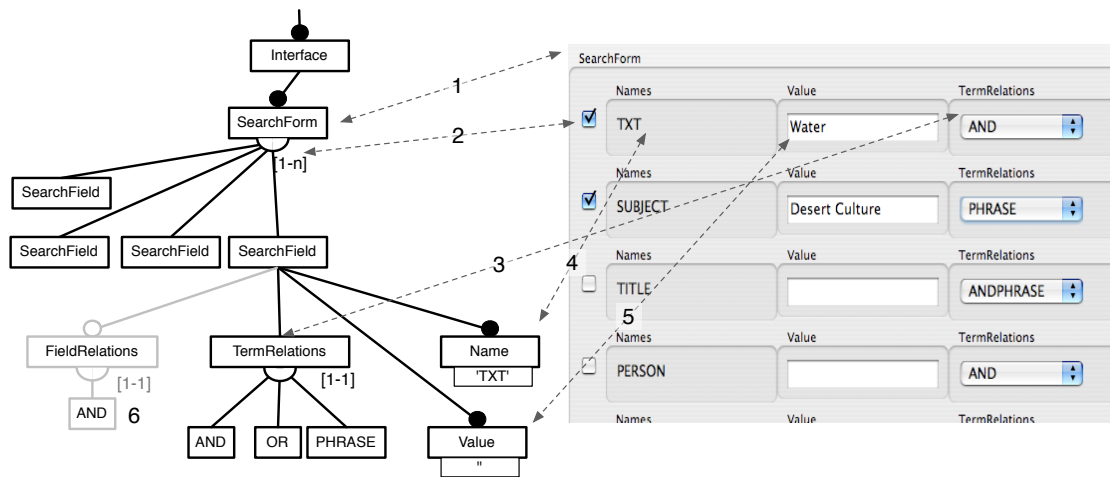 Interface
SearchForm
[1-n]
SearchField
SearchField
SearchField
SearchField
FieldRelations
[1-1]
AND
6
TermRelations
[1-1]
AND
OR
PHRASE
Name
'TXT'
Value
''
1
2
3
4
5
SearchForm
Names Value TermRelations
TXT Water AND
Names Value TermRelations
SUBJECT Desert Culture PHRASE
Names Value TermRelations
TITLE ANDPHRASE
Names Value TermRelations
PERSON AND
Names Value TermRelations